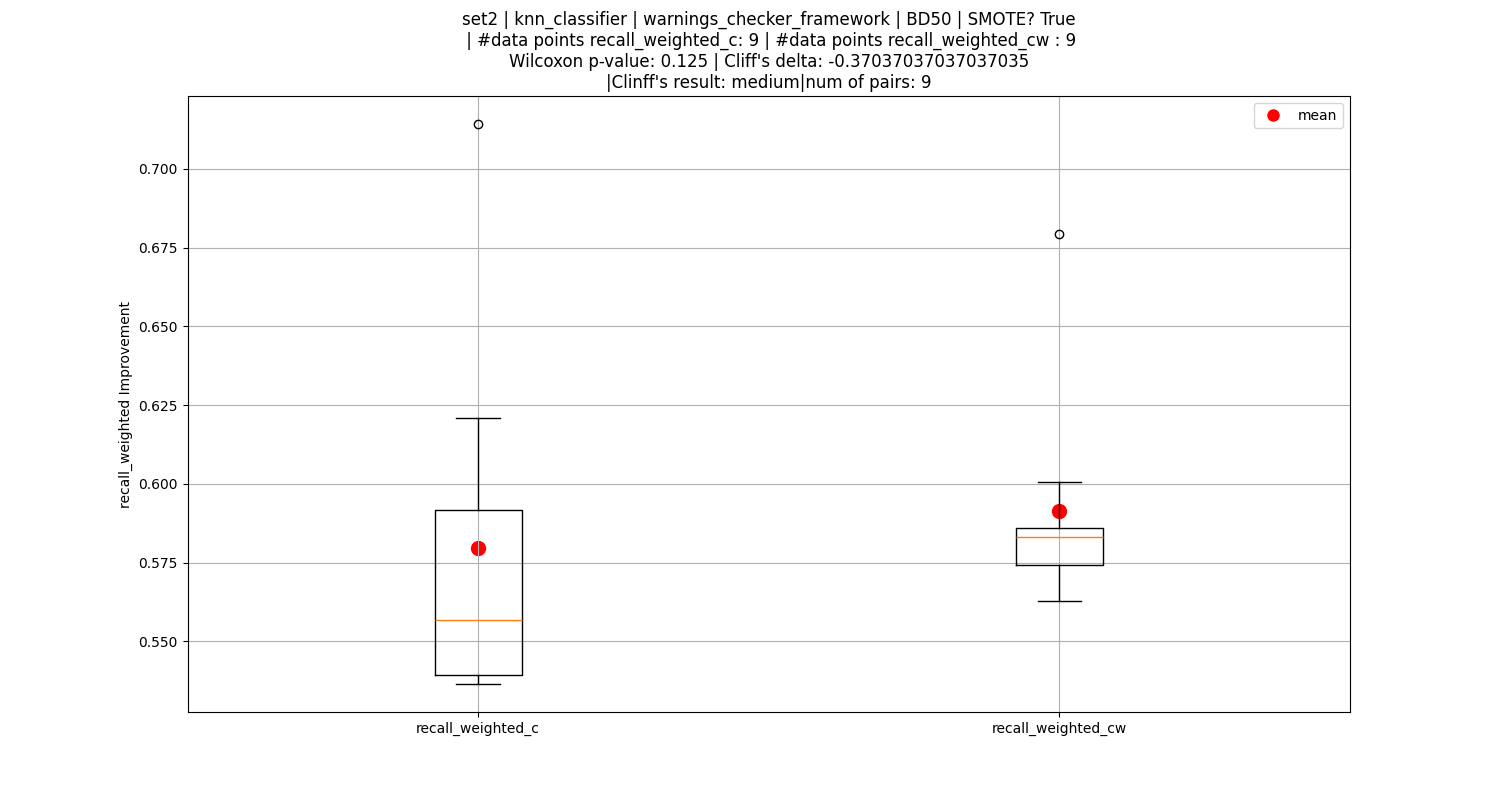 set2 | knn_classifier | warnings_checker_framework | BD50 | SMOTE? True
| #data points recall_weighted_c: 9 | #data points recall_weighted_cw : 9
Wilcoxon p-value: 0.125 | Cliff's delta: -0.37037037037037035
|Clinff's result: medium|num of pairs: 9
mean
0.700
0.675
0.650
0.625
0.600
0.575
0.550
recall_weighted Improvement
recall_weighted_c
recall_weighted_cw